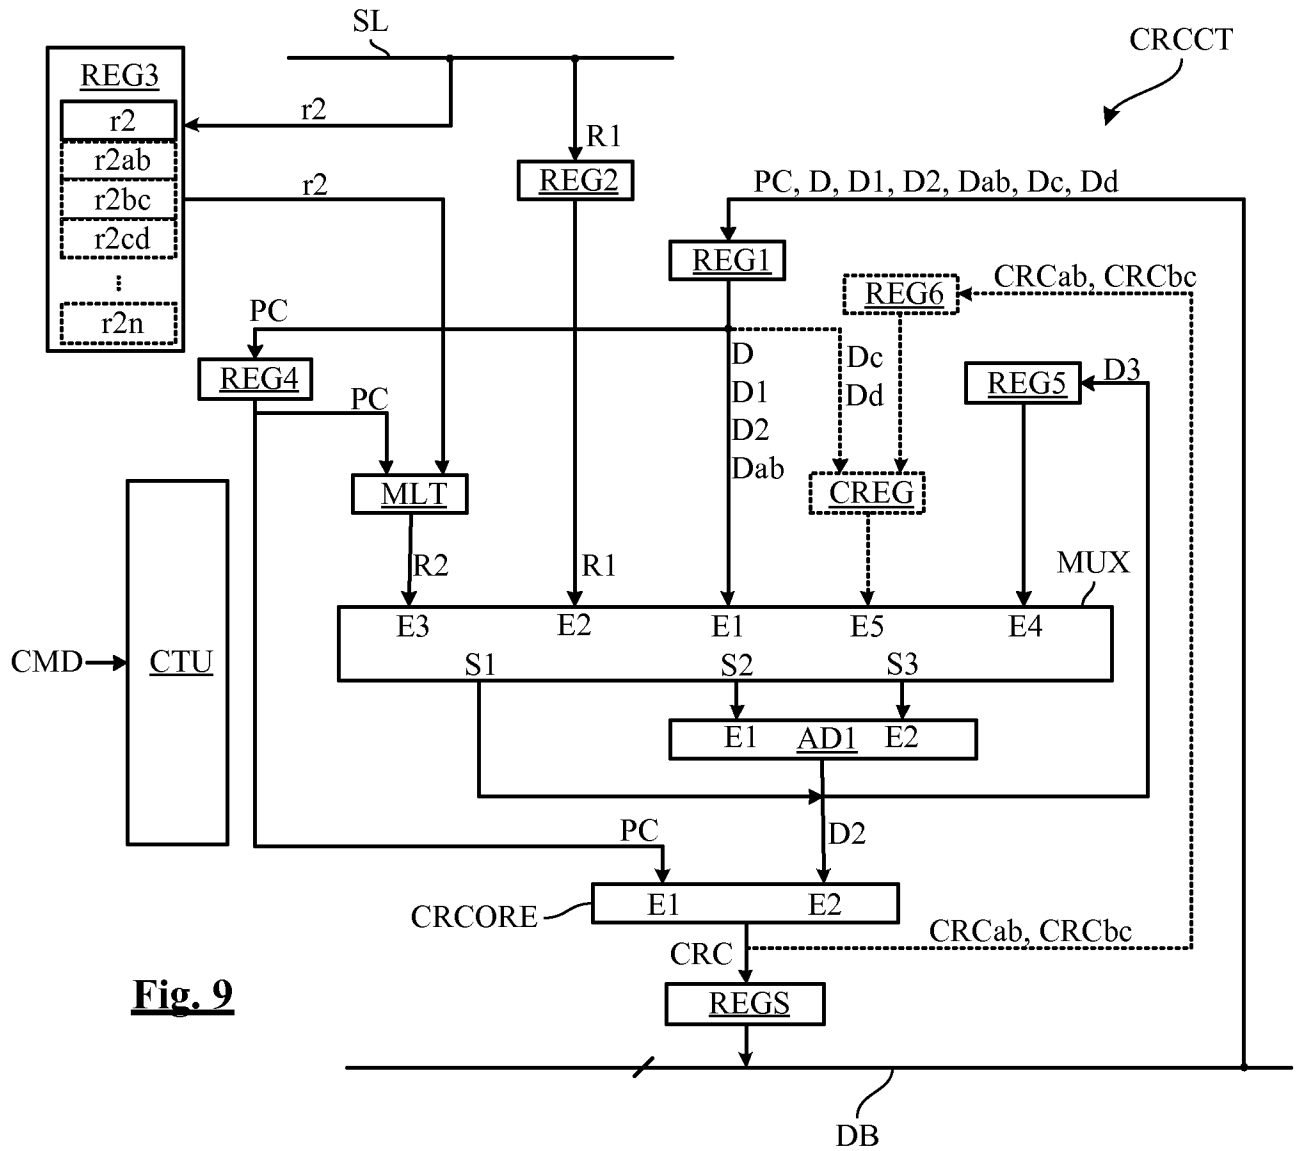 SL
CRCCT
REG3
r2
r2
r2ab
r2bc
r2cd
r2n
r2
R1
REG2
PC, D, D1, D2, Dab, Dc, Dd
REG1
REG6
CRCab, CRCbc
PC
REG4
PC
D
D1
D2
Dab
Dc
Dd
REG5
D3
MLT
CREG
R2
R1
MUX
E3 E2 E1 E5 E4
S1 S2 S3
CMD
CTU
E1 AD1 E2
PC
D2
CRCORE
E1 E2
CRC
CRCab, CRCbc
REGS
Fig. 9
DB